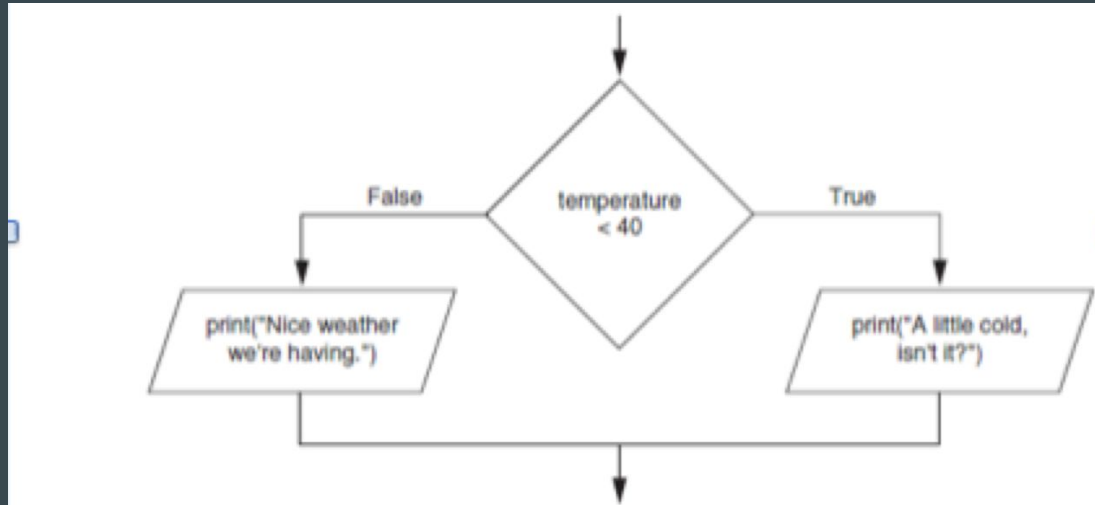 False
temperature
< 40
True
print("Nice weather
we're having.")
print("A little cold,
isn't it?")